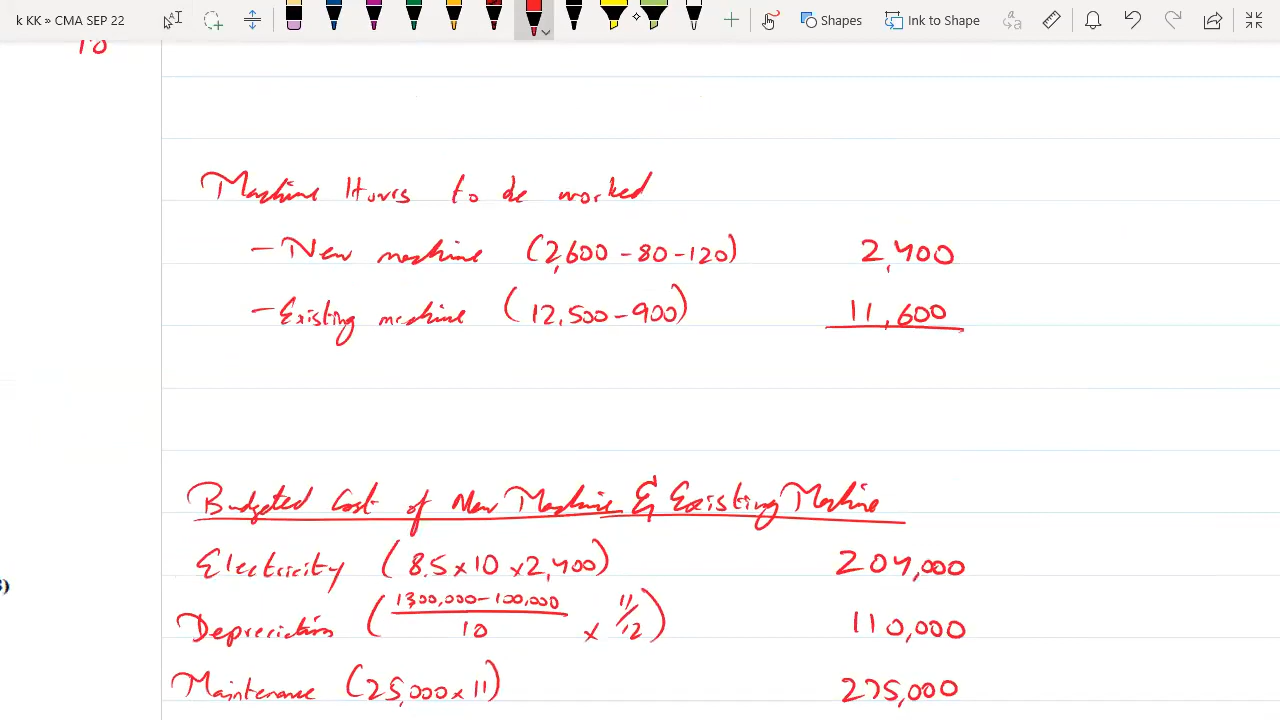 k KK » CMA SEP 22
Shapes
Ink to Shape
Machine Hours to be worked
- New machine (2,600 - 80 - 120) 2,400
- Existing machine (12,500 - 900) 11,600
Budgeted Cost of New Machine & Existing Machine
Electricity (8.5 x 10 x 2,400) 204,000
Depreciation (1300,000 - 100,000 / 10 x 11/12) 110,000
Maintenance (25,000 x 11) 275,000